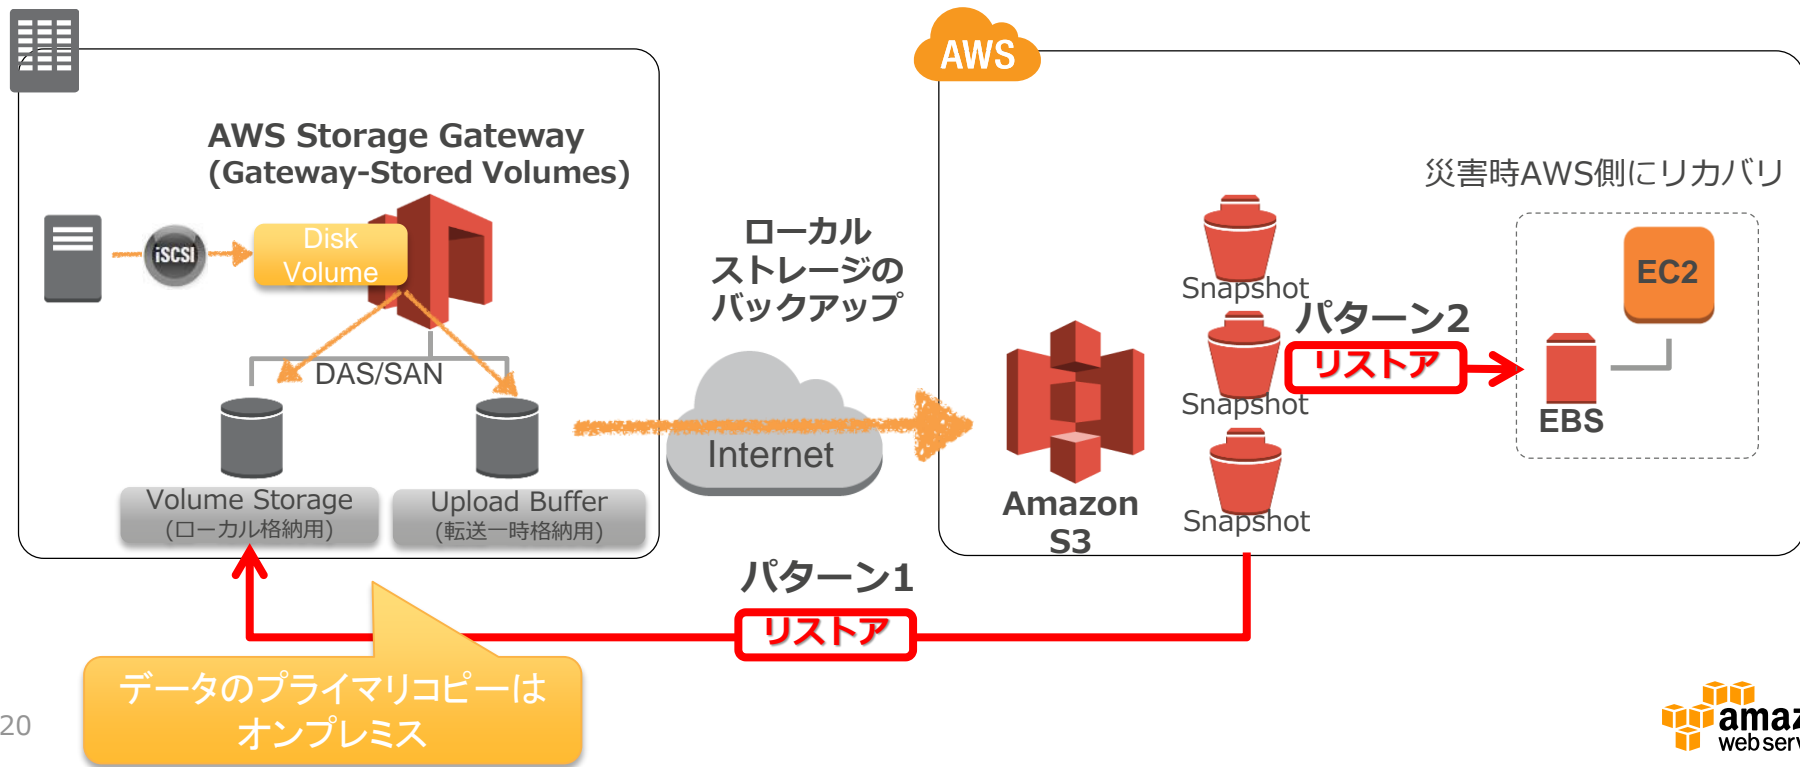 AWS
AWS Storage Gateway
(Gateway-Stored Volumes)
災害時AWS側にリカバリ
iSCSI
Disk
Volume
ローカル
ストレージの
バックアップ
EC2
Snapshot
パターン2
リストア
DAS/SAN
Snapshot
EBS
Internet
Volume Storage
(ローカル格納用)
Upload Buffer
(転送一時格納用)
Amazon
S3
Snapshot
パターン1
リストア
データのプライマリコピーは
オンプレミス
20
amaz
web serv